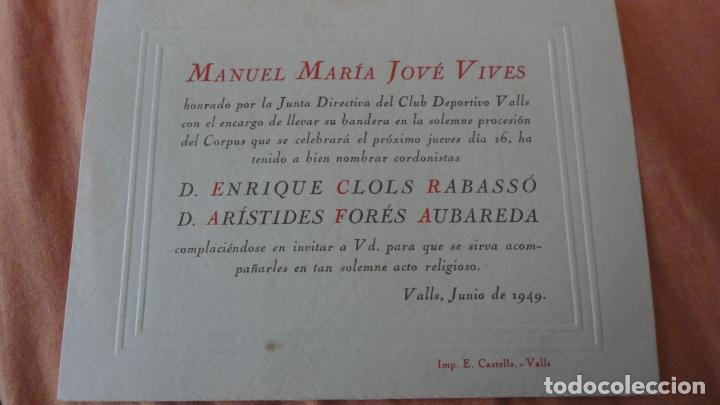 Manuel María Jové Vives
honrado por la Junta Directiva del Club Deportivo Valls
con el encargo de llevar su bandera en la solemne procesión
del Corpus que se celebrará el próximo jueves día 16, ha
tenido a bien nombrar cordonistas
D. Enrique Clols Rabassó
D. Arístides Forés Aubareda
complaciéndose en invitar a Vd. para que se sirva acom-
pañarles en tan solemne acto religioso.
Valls, Junio de 1949.
Imp. E. Castells. - Valls
todocoleccion